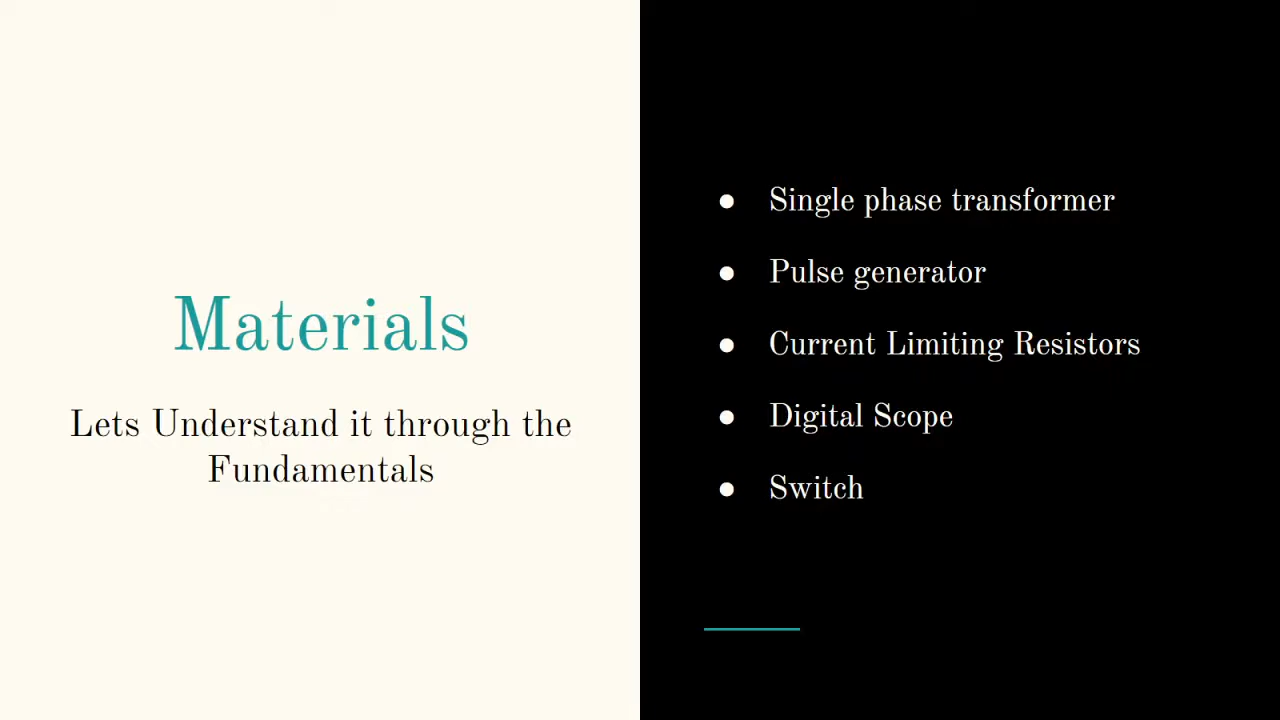 Materials
Lets Understand it through the
Fundamentals
● Single phase transformer
● Pulse generator
● Current Limiting Resistors
● Digital Scope
● Switch